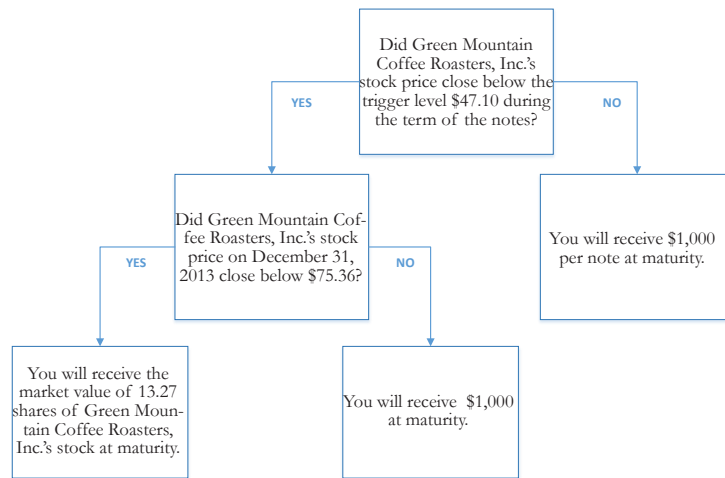 Did Green Mountain
Coffee Roasters, Inc.'s
stock price close below the
trigger level $47.10 during
the term of the notes?
YES
NO
Did Green Mountain Cof-
fee Roasters, Inc.'s stock
price on December 31,
2013 close below $75.36?
You will receive $1,000
per note at maturity.
YES
NO
You will receive the
market value of 13.27
shares of Green Moun-
tain Coffee Roasters,
Inc.'s stock at maturity.
You will receive $1,000
at maturity.